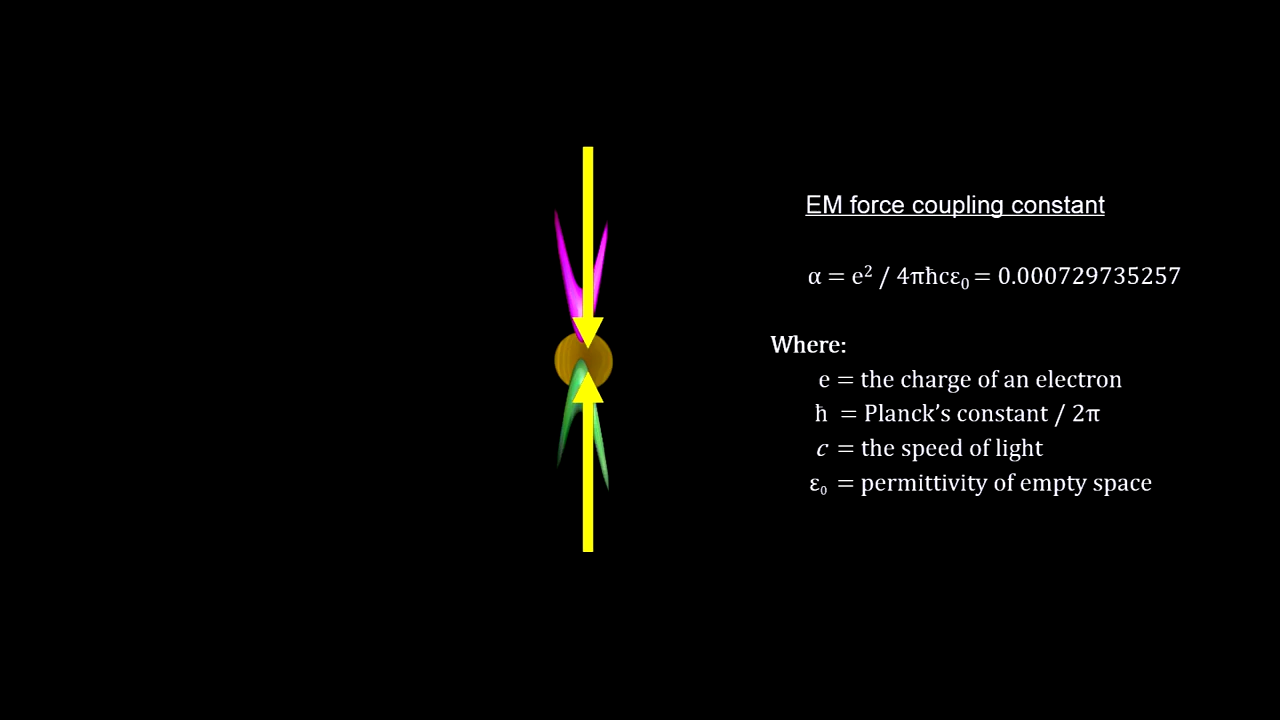 EM force coupling constant
α = e² / 4πħcε₀ = 0.000729735257
Where:
e = the charge of an electron
ħ = Planck’s constant / 2π
c = the speed of light
ε₀ = permittivity of empty space